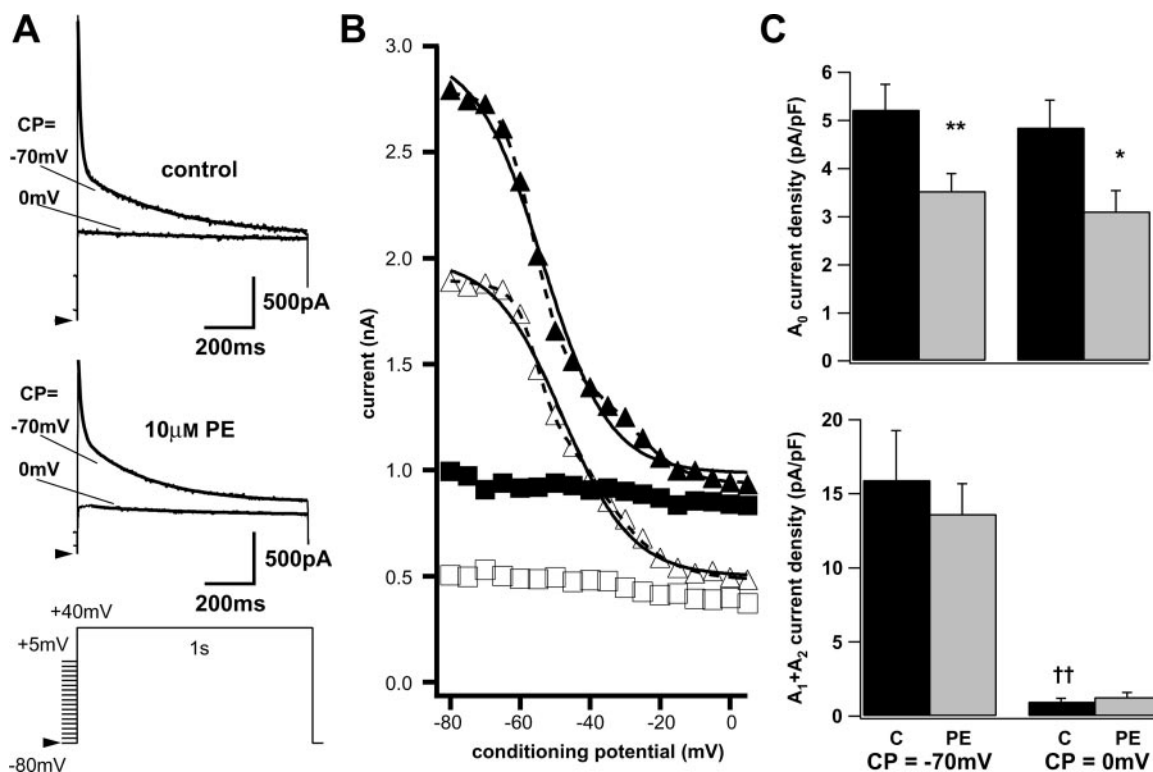 A
CP=
-70mV
control
0mV
500pA
200ms
CP=
-70mV
10µM PE
0mV
500pA
200ms
+40mV
+5mV
1s
-80mV
B
3.0
2.5
2.0
1.5
1.0
0.5
0.0
current (nA)
-80
-60
-40
-20
0
conditioning potential (mV)
C
6
5
4
3
2
1
0
A₀ current density (pA/pF)
**
*
20
15
10
5
0
A₁+A₂ current density (pA/pF)
††
C PE C PE
CP = -70mV CP = 0mV